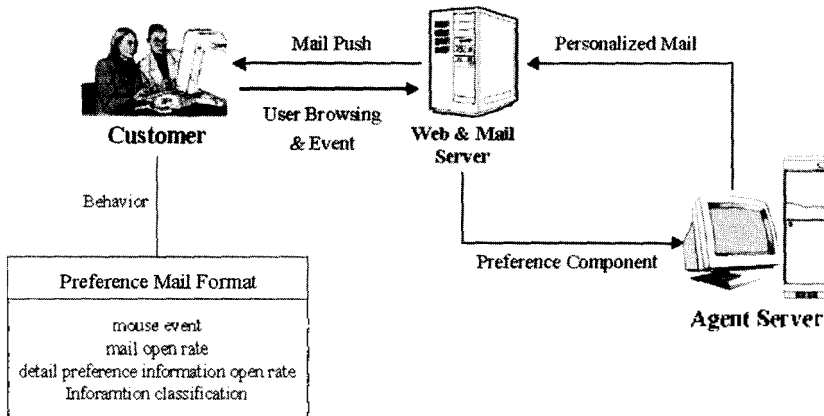 Mail Push
Personalized Mail
User Browsing
& Event
Customer
Web & Mail
Server
Behavior
Preference Component
Agent Server
Preference Mail Format
mouse event
mail open rate
detail preference information open rate
Inforamtion classification